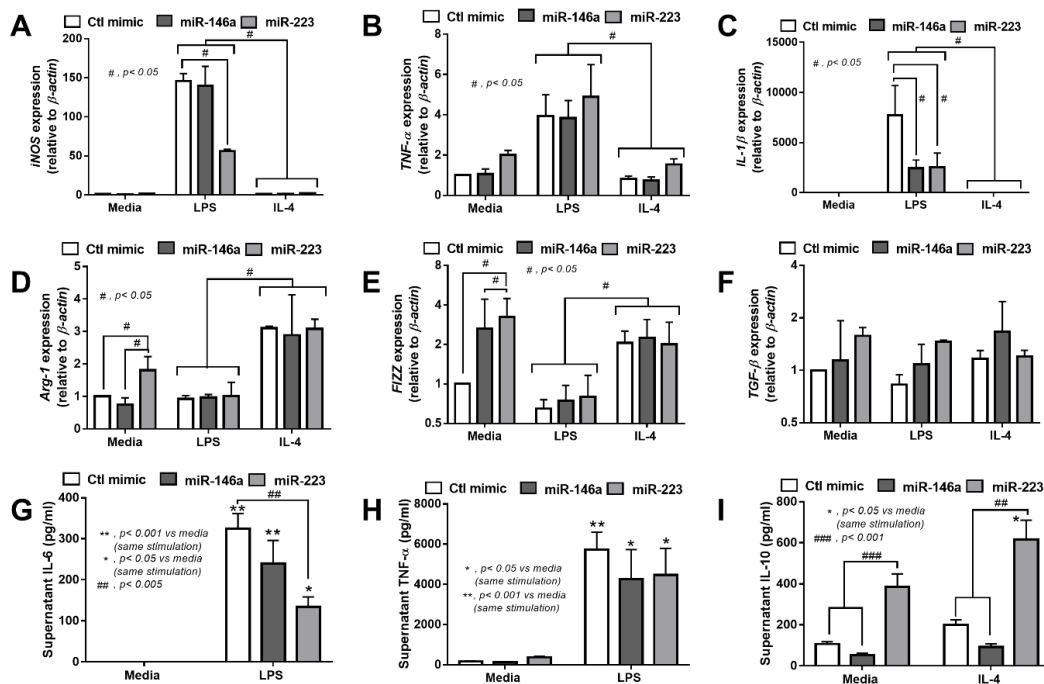 A
Ctl mimic miR-146a miR-223
iNOS expression
(relative to β-actin)
200
150
100
50
0
#, p< 0.05
#
#
Media LPS IL-4
B
Ctl mimic miR-146a miR-223
TNF-α expression
(relative to β-actin)
8
6
4
2
0
#, p< 0.05
#
Media LPS IL-4
C
Ctl mimic miR-146a miR-223
IL-1β expression
(relative to β-actin)
15000
10000
5000
0
#, p< 0.05
#
# #
Media LPS IL-4
D
Ctl mimic miR-146a miR-223
Arg-1 expression
(relative to β-actin)
5
4
3
2
1
0
#, p< 0.05
#
#
#
Media LPS IL-4
E
Ctl mimic miR-146a miR-223
FIZZ expression
(relative to β-actin)
8
4
2
1
0.5
#, p< 0.05
#
#
#
Media LPS IL-4
F
Ctl mimic miR-146a miR-223
TGF-β expression
(relative to β-actin)
4
2
1
0.5
Media LPS IL-4
G
Ctl mimic miR-146a miR-223
Supernatant IL-6 (pg/ml)
400
300
200
100
0
**, p< 0.001 vs media
(same stimulation)
*, p< 0.05 vs media
(same stimulation)
##, p< 0.005
##
** ** *
Media LPS
H
Ctl mimic miR-146a miR-223
Supernatant TNF-α (pg/ml)
8000
6000
4000
2000
0
*, p< 0.05 vs media
(same stimulation)
**, p< 0.001 vs media
(same stimulation)
** * *
Media LPS
I
Ctl mimic miR-146a miR-223
Supernatant IL-10 (pg/ml)
800
600
400
200
0
*, p< 0.05 vs media
(same stimulation)
###, p< 0.001
##
*
###
Media IL-4